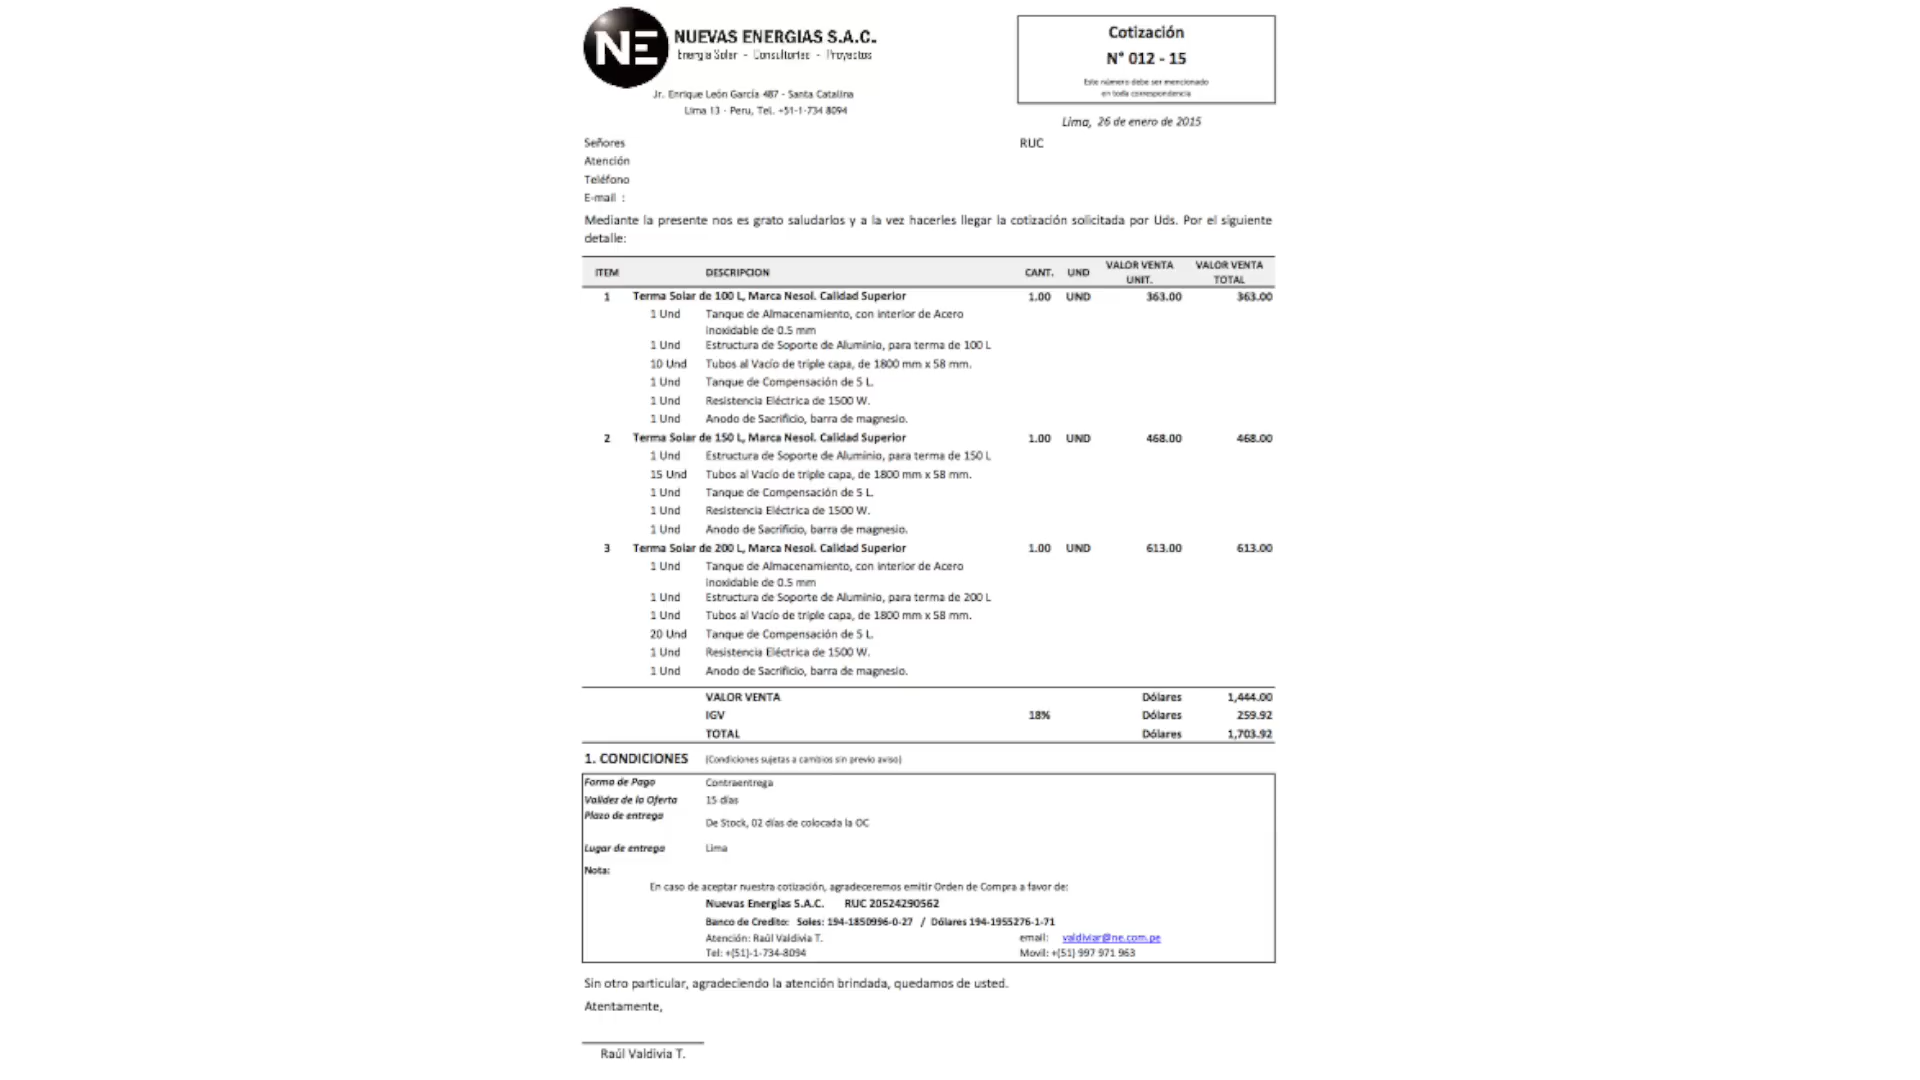 NE NUEVAS ENERGIAS S.A.C.
Energia Solar - Consultorias - Proyectos
Jr. Enrique León García 487 - Santa Catalina
Lima 13 - Peru, Tel. +51-1-734 8094
Cotización
N° 012 - 15
Este número debe ser mencionado
en toda correspondencia
Lima, 26 de enero de 2015
Señores RUC
Atención
Teléfono
E-mail :
Mediante la presente nos es grato saludarlos y a la vez hacerles llegar la cotización solicitada por Uds. Por el siguiente
detalle:
ITEM DESCRIPCION CANT. UND VALOR VENTA UNIT. VALOR VENTA TOTAL
1 Terma Solar de 100 L, Marca Nesol. Calidad Superior 1.00 UND 363.00 363.00
1 Und Tanque de Almacenamiento, con interior de Acero
inoxidable de 0.5 mm
1 Und Estructura de Soporte de Aluminio, para terma de 100 L
10 Und Tubos al Vacío de triple capa, de 1800 mm x 58 mm.
1 Und Tanque de Compensación de 5 L.
1 Und Resistencia Eléctrica de 1500 W.
1 Und Anodo de Sacrificio, barra de magnesio.
2 Terma Solar de 150 L, Marca Nesol. Calidad Superior 1.00 UND 468.00 468.00
1 Und Estructura de Soporte de Aluminio, para terma de 150 L
15 Und Tubos al Vacío de triple capa, de 1800 mm x 58 mm.
1 Und Tanque de Compensación de 5 L.
1 Und Resistencia Eléctrica de 1500 W.
1 Und Anodo de Sacrificio, barra de magnesio.
3 Terma Solar de 200 L, Marca Nesol. Calidad Superior 1.00 UND 613.00 613.00
1 Und Tanque de Almacenamiento, con interior de Acero
inoxidable de 0.5 mm
1 Und Estructura de Soporte de Aluminio, para terma de 200 L
1 Und Tubos al Vacío de triple capa, de 1800 mm x 58 mm.
20 Und Tanque de Compensación de 5 L.
1 Und Resistencia Eléctrica de 1500 W.
1 Und Anodo de Sacrificio, barra de magnesio.
VALOR VENTA Dólares 1,444.00
IGV 18% Dólares 259.92
TOTAL Dólares 1,703.92
1. CONDICIONES (Condiciones sujetas a cambios sin previo aviso)
Forma de Pago Contraentrega
Validez de la Oferta 15 días
Plazo de entrega De Stock, 02 días de colocada la OC
Lugar de entrega Lima
Nota:
En caso de aceptar nuestra cotización, agradeceremos emitir Orden de Compra a favor de:
Nuevas Energías S.A.C. RUC 20524290562
Banco de Credito: Soles: 194-1850996-0-27 / Dólares 194-1955276-1-71
Atención: Raúl Valdivia T. email: valdiviar@ne.com.pe
Tel: +(51)-1-734-8094 Movil: +(51) 997 971 963
Sin otro particular, agradeciendo la atención brindada, quedamos de usted.
Atentamente,
Raúl Valdivia T.